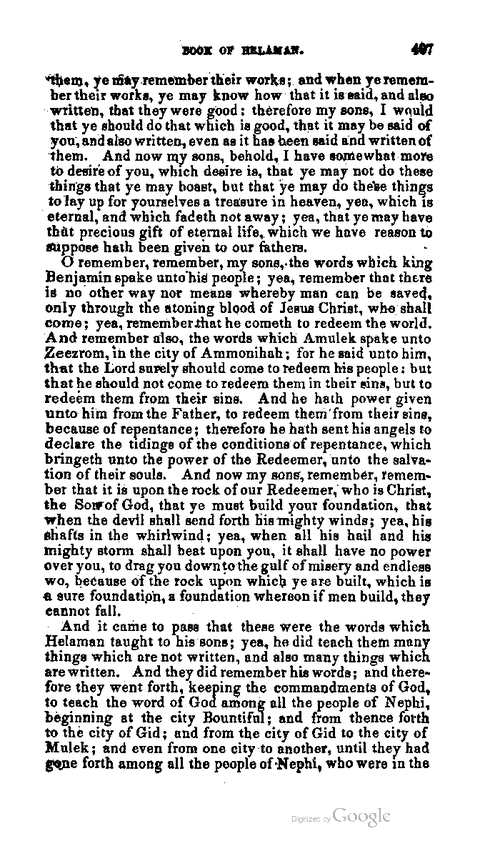 BOOK OF HELAMAN. 407
them, ye may remember their works; and when ye remem-
ber their works, ye may know how that it is said, and also
written, that they were good; therefore my sons, I would
that ye should do that which is good, that it may be said of
you, and also written, even as it has been said and written of
them. And now my sons, behold, I have somewhat more
to desire of you, which desire is, that ye may not do these
things that ye may boast, but that ye may do these things
to lay up for yourselves a treasure in heaven, yea, which is
eternal, and which fadeth not away; yea, that ye may have
that precious gift of eternal life, which we have reason to
suppose hath been given to our fathers.
O remember, remember, my sons, the words which king
Benjamin spake unto his people; yea, remember that there
is no other way nor means whereby man can be saved,
only through the atoning blood of Jesus Christ, who shall
come; yea, remember that he cometh to redeem the world.
And remember also, the words which Amulek spake unto
Zeezrom, in the city of Ammonihah; for he said unto him,
that the Lord surely should come to redeem his people: but
that he should not come to redeem them in their sins, but to
redeem them from their sins. And he hath power given
unto him from the Father, to redeem them from their sins,
because of repentance; therefore he hath sent his angels to
declare the tidings of the conditions of repentance, which
bringeth unto the power of the Redeemer, unto the salva-
tion of their souls. And now my sons, remember, remem-
ber that it is upon the rock of our Redeemer, who is Christ,
the Son of God, that ye must build your foundation, that
when the devil shall send forth his mighty winds; yea, his
shafts in the whirlwind; yea, when all his hail and his
mighty storm shall beat upon you, it shall have no power
over you, to drag you down to the gulf of misery and endless
wo, because of the rock upon which ye are built, which is
a sure foundation, a foundation whereon if men build, they
cannot fall.
And it came to pass that these were the words which
Helaman taught to his sons; yea, he did teach them many
things which are not written, and also many things which
are written. And they did remember his words; and there-
fore they went forth, keeping the commandments of God,
to teach the word of God among all the people of Nephi,
beginning at the city Bountiful; and from thence forth
to the city of Gid; and from the city of Gid to the city of
Mulek; and even from one city to another, until they had
gone forth among all the people of Nephi, who were in the
Digitized by Google